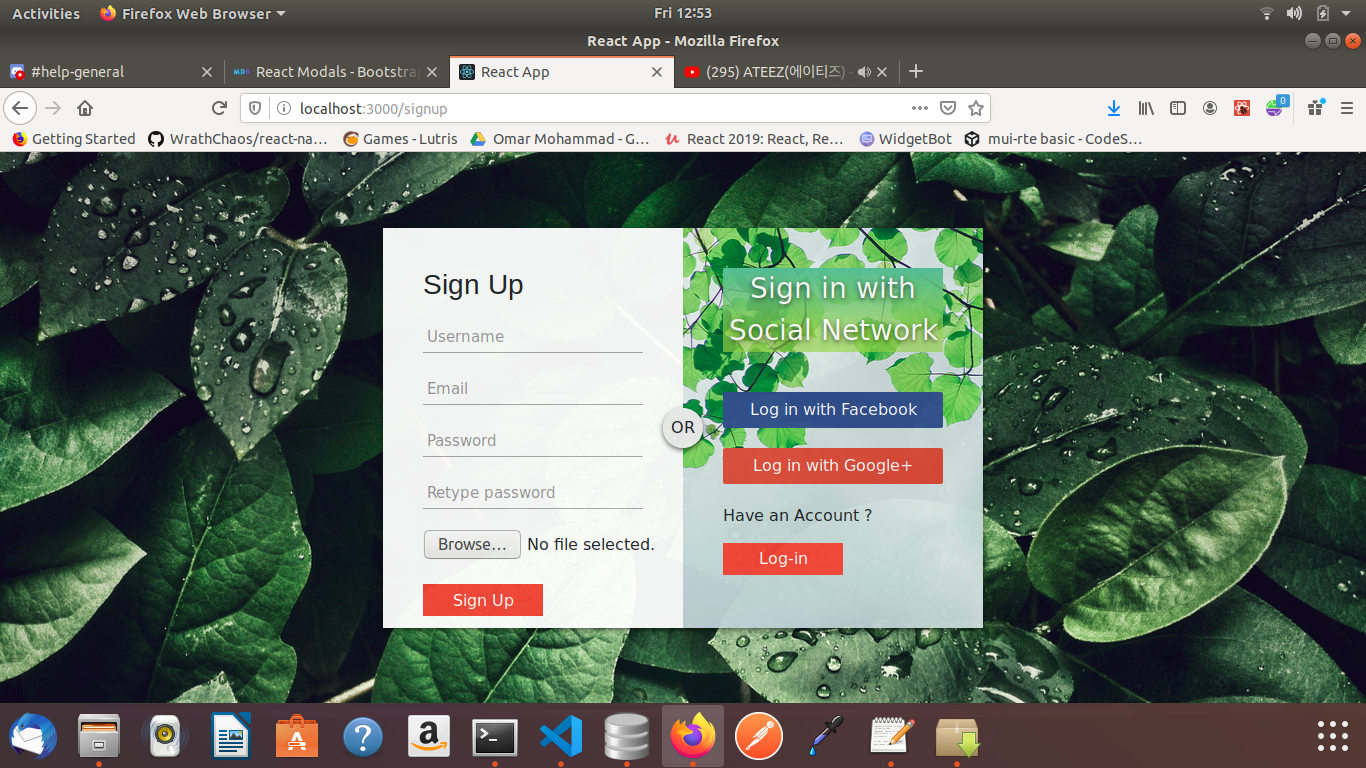 Activities
Firefox Web Browser
Fri 12:53
React App - Mozilla Firefox
#help-general
React Modals - Bootstrap
React App
(295) ATEEZ(에이티즈) -
localhost:3000/signup
0
Getting Started
WrathChaos/react-na…
Games - Lutris
Omar Mohammad - G…
React 2019: React, Re…
WidgetBot
mui-rte basic - CodeS…
Sign Up
Username
Email
Password
Retype password
Browse…
No file selected.
Sign Up
OR
Sign in with
Social Network
Log in with Facebook
Log in with Google+
Have an Account ?
Log-in